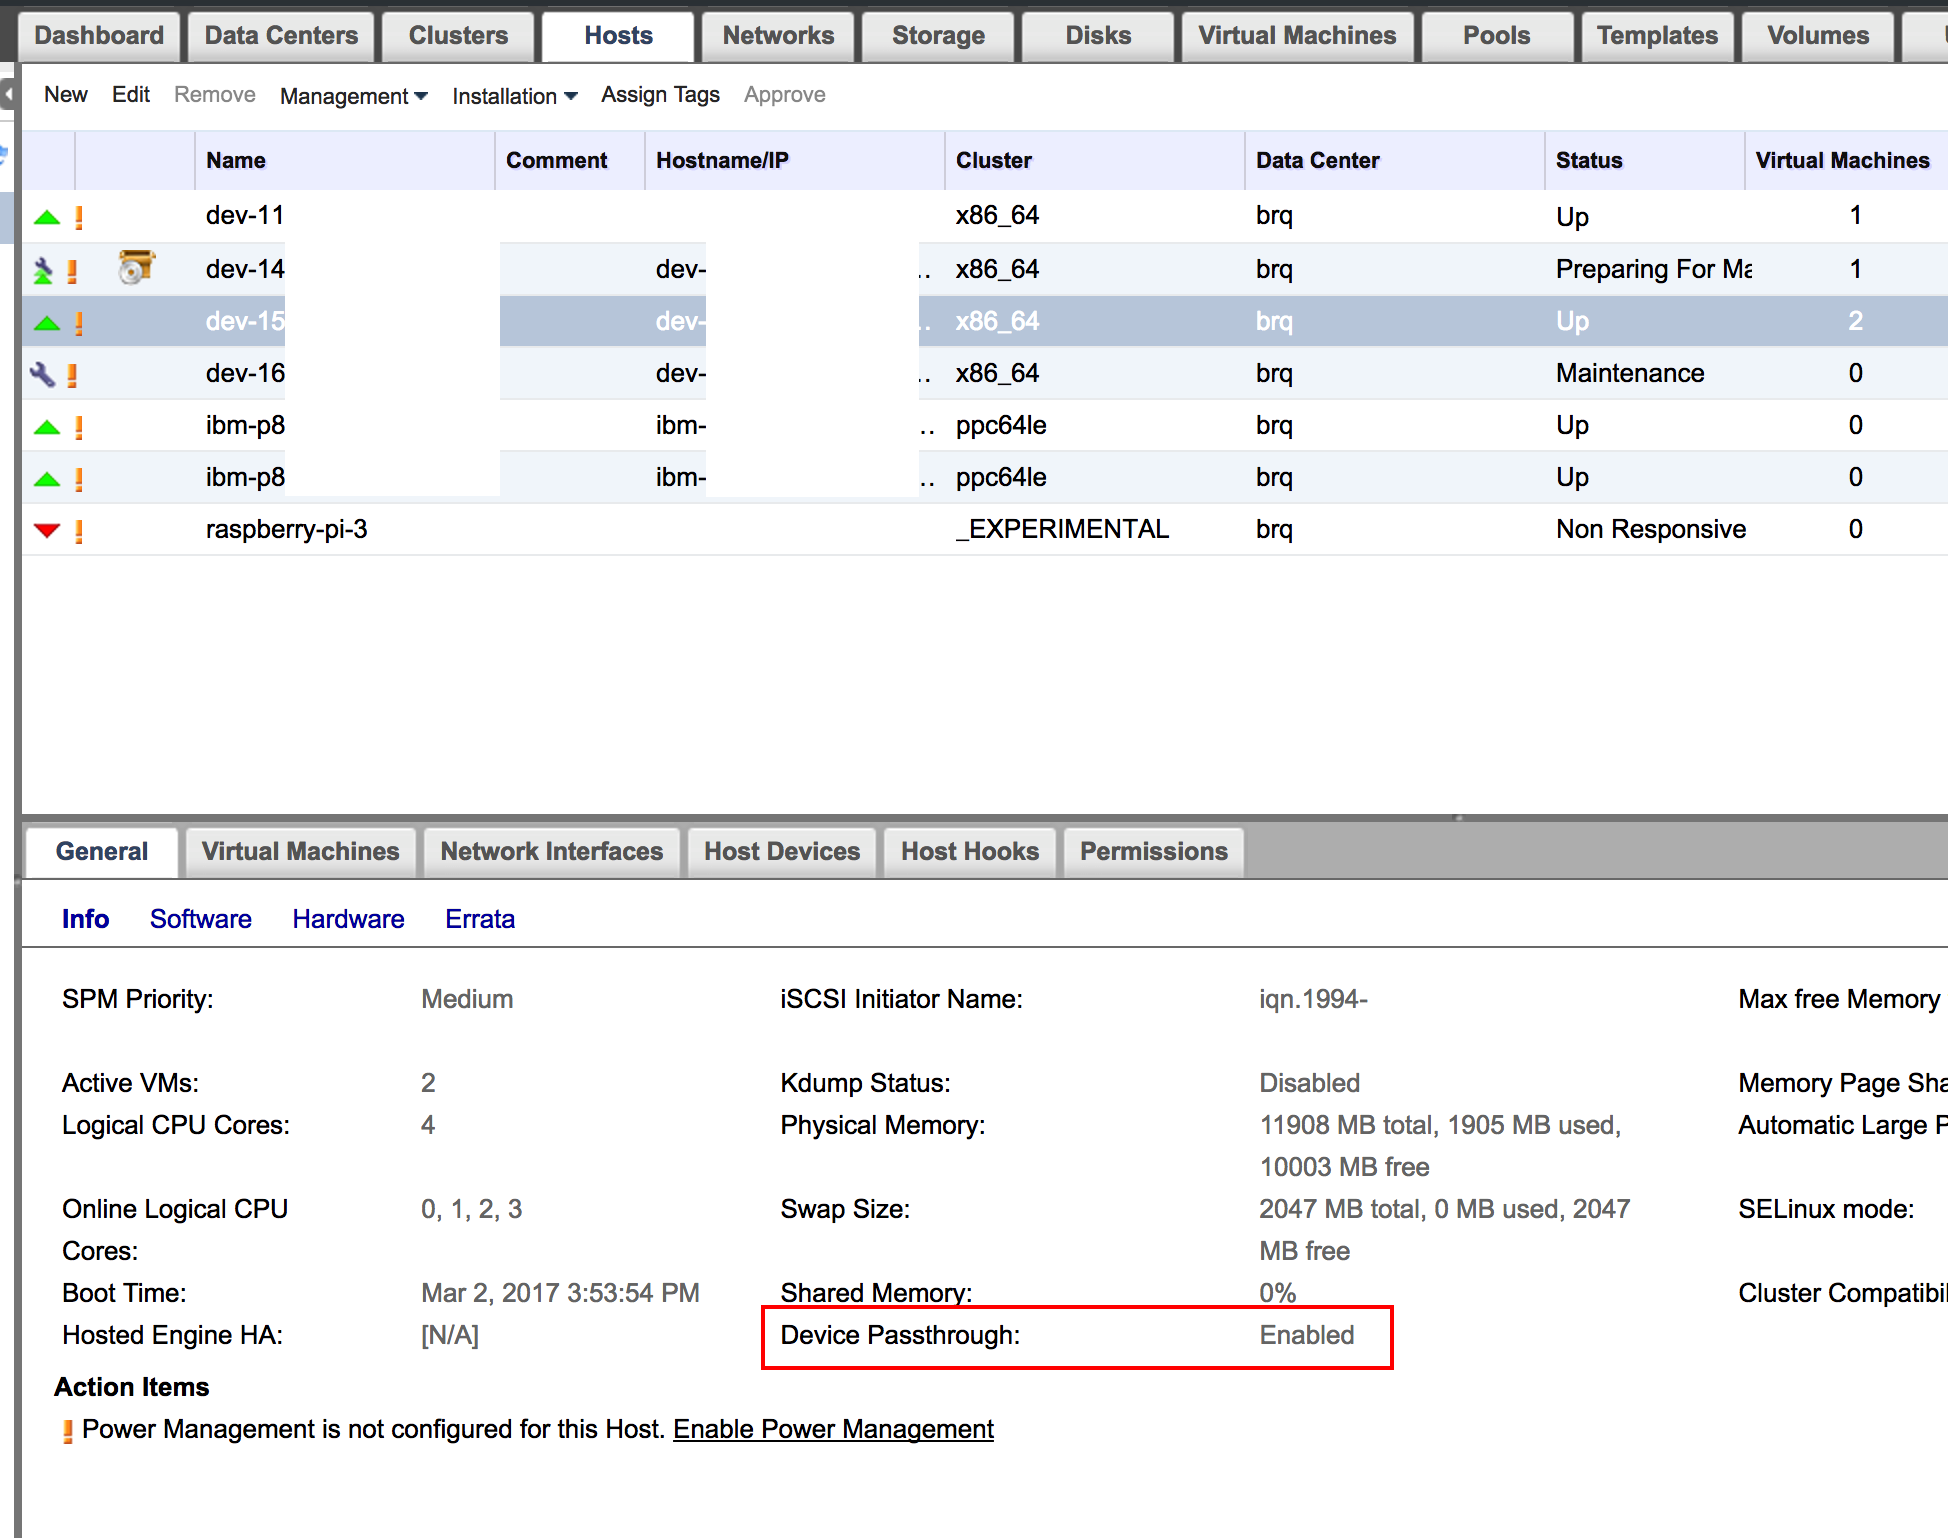 Dashboard Data Centers Clusters Hosts Networks Storage Disks Virtual Machines Pools Templates Volumes
New Edit Remove Management Installation Assign Tags Approve
Name Comment Hostname/IP Cluster Data Center Status Virtual Machines
dev-11 x86_64 brq Up 1
dev-14 dev- .. x86_64 brq Preparing For Ma 1
dev-15 dev- .. x86_64 brq Up 2
dev-16 dev- .. x86_64 brq Maintenance 0
ibm-p8 ibm- .. ppc64le brq Up 0
ibm-p8 ibm- .. ppc64le brq Up 0
raspberry-pi-3 _EXPERIMENTAL brq Non Responsive 0
General Virtual Machines Network Interfaces Host Devices Host Hooks Permissions
Info Software Hardware Errata
SPM Priority: Medium iSCSI Initiator Name: iqn.1994- Max free Memory
Active VMs: 2 Kdump Status: Disabled Memory Page Sha
Logical CPU Cores: 4 Physical Memory: 11908 MB total, 1905 MB used, Automatic Large P
10003 MB free
Online Logical CPU 0, 1, 2, 3 Swap Size: 2047 MB total, 0 MB used, 2047 SELinux mode:
Cores: MB free
Boot Time: Mar 2, 2017 3:53:54 PM Shared Memory: 0% Cluster Compatibil
Hosted Engine HA: [N/A] Device Passthrough: Enabled
Action Items
Power Management is not configured for this Host. Enable Power Management